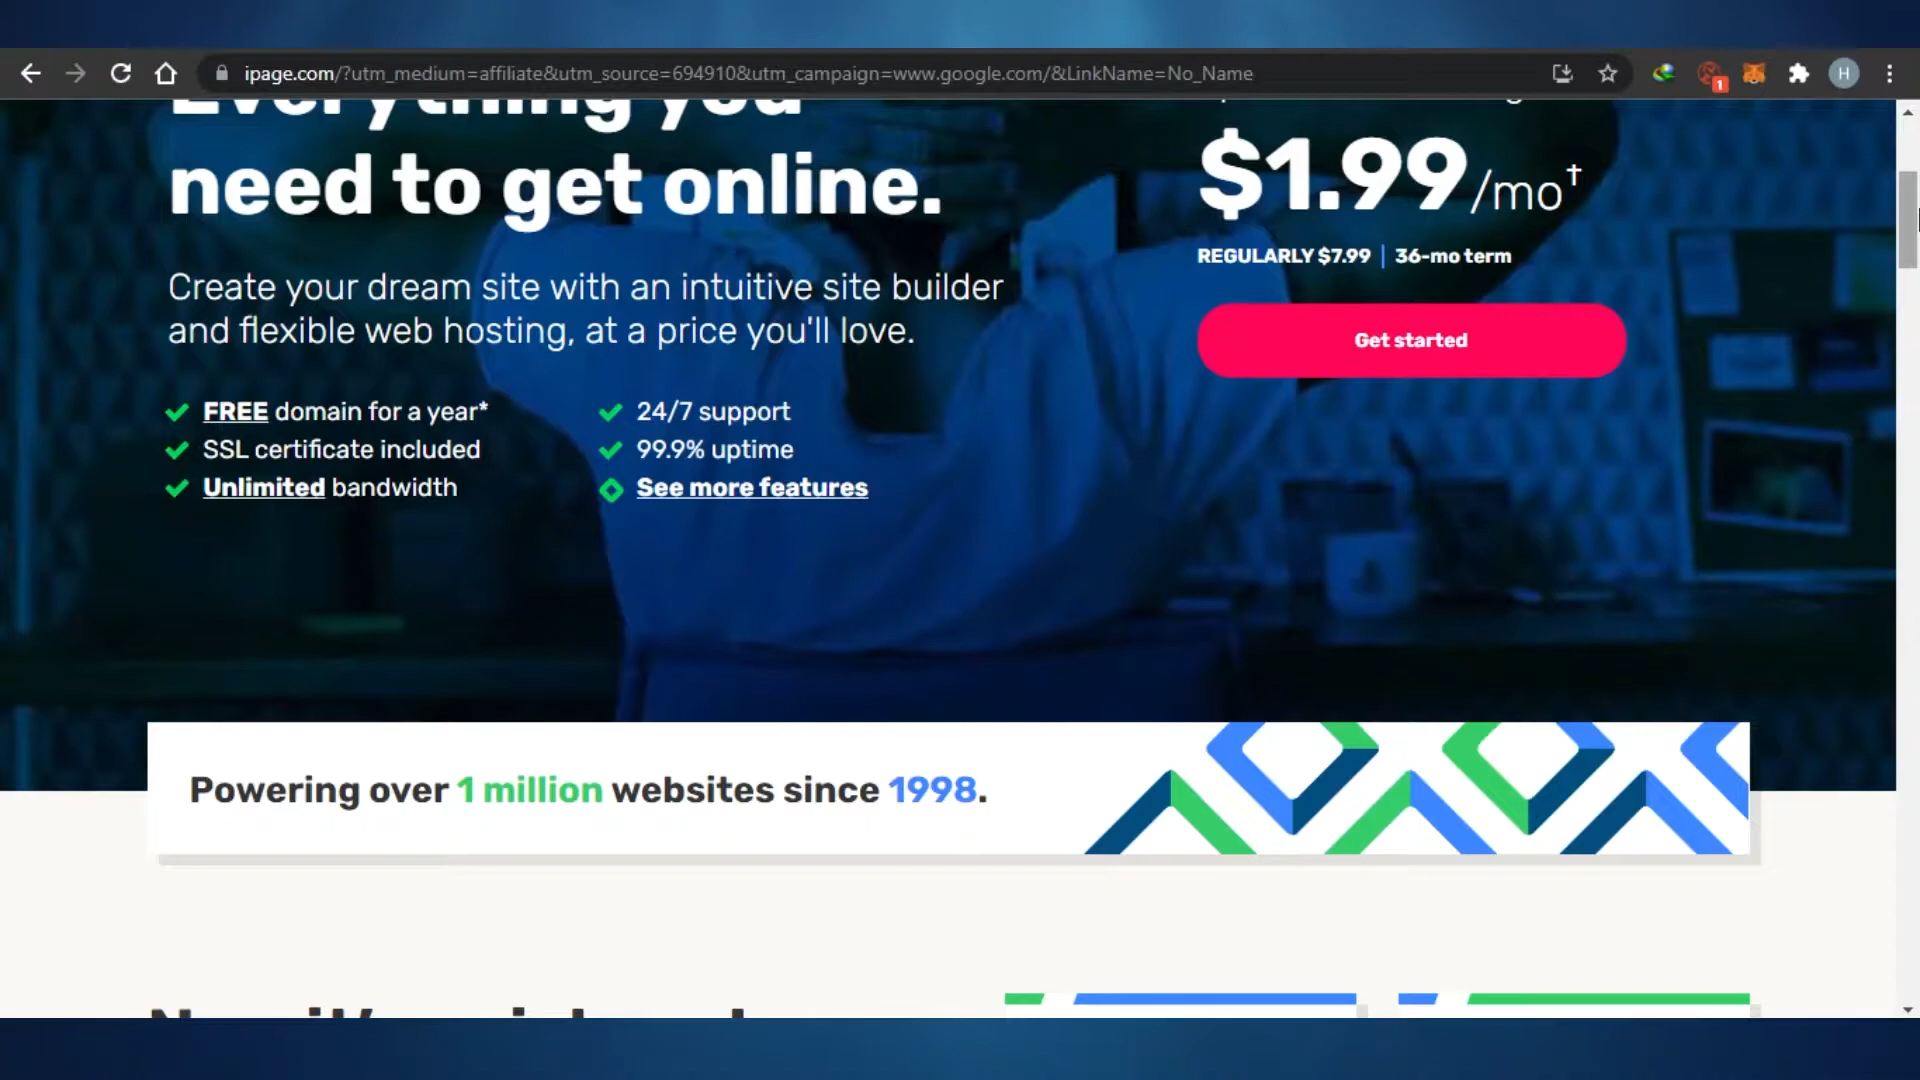 ipage.com/?utm_medium=affiliate&utm_source=694910&utm_campaign=www.google.com/&LinkName=No_Name
1
H
Everything you
need to get online.
Create your dream site with an intuitive site builder
and flexible web hosting, at a price you'll love.
FREE domain for a year*
SSL certificate included
Unlimited bandwidth
24/7 support
99.9% uptime
See more features
$1.99/mo†
REGULARLY $7.99 | 36-mo term
Get started
Powering over 1 million websites since 1998.